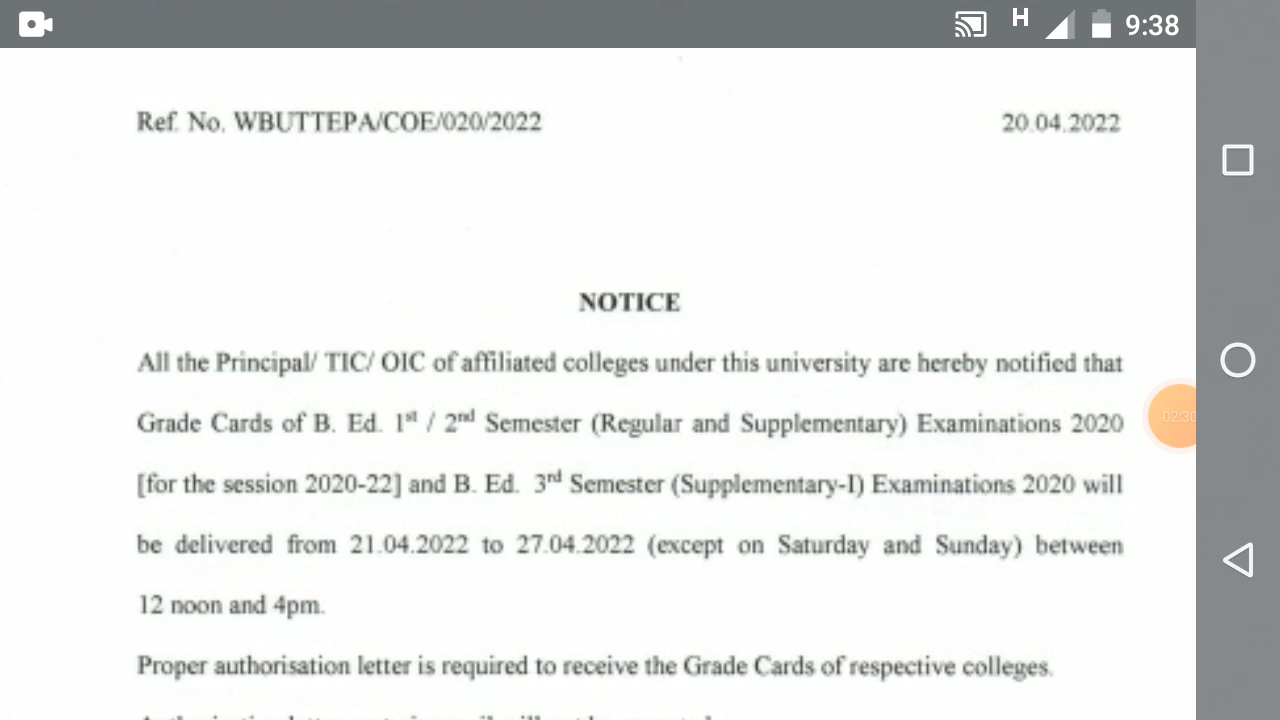 H 9:38
Ref. No. WBUTTEPA/COE/020/2022 20.04.2022
NOTICE
All the Principal/ TIC/ OIC of affiliated colleges under this university are hereby notified that
Grade Cards of B. Ed. 1st / 2nd Semester (Regular and Supplementary) Examinations 2020
[for the session 2020-22] and B. Ed. 3rd Semester (Supplementary-I) Examinations 2020 will
02:30
be delivered from 21.04.2022 to 27.04.2022 (except on Saturday and Sunday) between
12 noon and 4pm.
Proper authorisation letter is required to receive the Grade Cards of respective colleges.